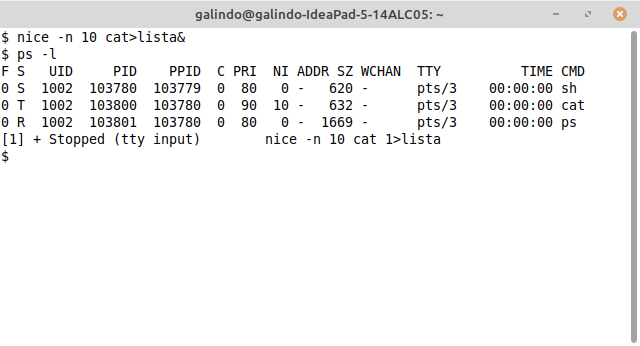 galindo@galindo-IdeaPad-5-14ALC05: ~
$ nice -n 10 cat>lista&
$ ps -l
F S   UID     PID    PPID  C PRI  NI ADDR SZ WCHAN  TTY          TIME CMD
0 S  1002  103780  103779  0  80   0 -   620 -      pts/3    00:00:00 sh
0 T  1002  103800  103780  0  90  10 -   632 -      pts/3    00:00:00 cat
0 R  1002  103801  103780  0  80   0 -  1669 -      pts/3    00:00:00 ps
[1] + Stopped (tty input)        nice -n 10 cat 1>lista
$